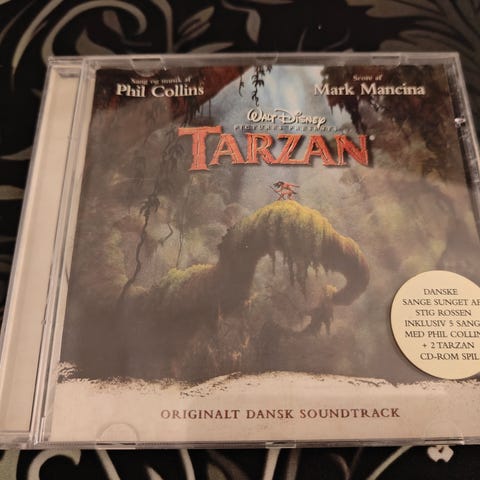 Sang og musik af
Phil Collins
Score af
Mark Mancina
Walt Disney
PICTURES PRESENTS
TARZAN®
DANSKE
SANGE SUNGET AF
STIG ROSSEN
INKLUSIV 5 SANGE
MED PHIL COLLINS
+ 2 TARZAN
CD-ROM SPIL
ORIGINALT DANSK SOUNDTRACK